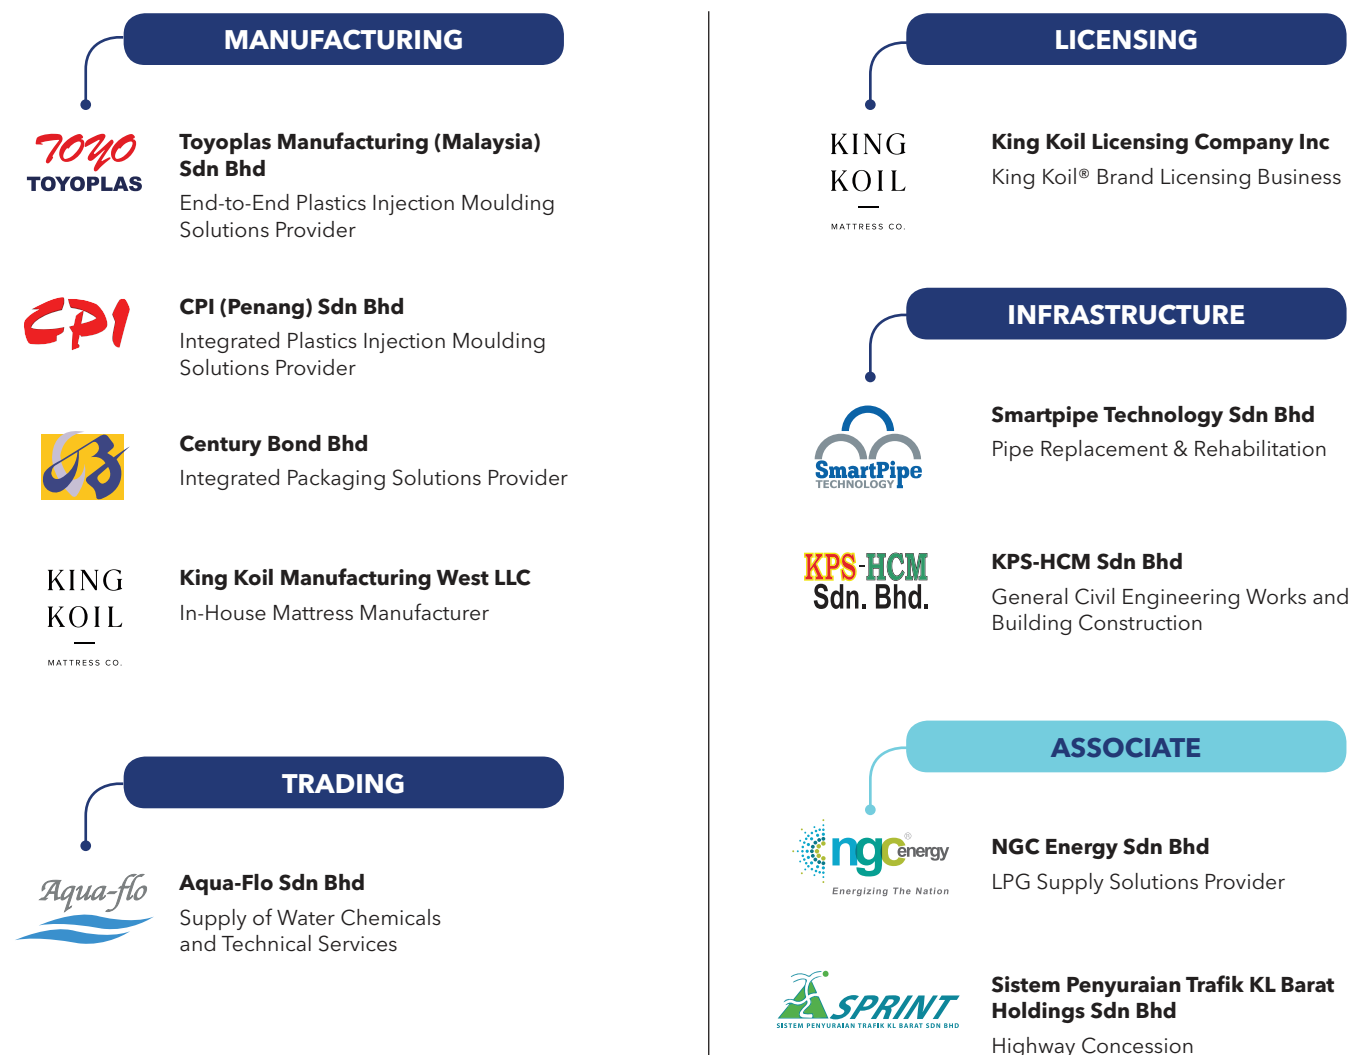 MANUFACTURING
TOYO
TOYOPLAS
Toyoplas Manufacturing (Malaysia)
Sdn Bhd
End-to-End Plastics Injection Moulding
Solutions Provider
CPI
CPI (Penang) Sdn Bhd
Integrated Plastics Injection Moulding
Solutions Provider
CB
Century Bond Bhd
Integrated Packaging Solutions Provider
KING
KOIL
MATTRESS CO.
King Koil Manufacturing West LLC
In-House Mattress Manufacturer
TRADING
Aqua-flo
Aqua-Flo Sdn Bhd
Supply of Water Chemicals
and Technical Services
LICENSING
KING
KOIL
MATTRESS CO.
King Koil Licensing Company Inc
King Koil® Brand Licensing Business
INFRASTRUCTURE
SmartPipe
TECHNOLOGY
Smartpipe Technology Sdn Bhd
Pipe Replacement & Rehabilitation
KPS-HCM
Sdn. Bhd.
KPS-HCM Sdn Bhd
General Civil Engineering Works and
Building Construction
ASSOCIATE
ngc energy®
Energizing The Nation
NGC Energy Sdn Bhd
LPG Supply Solutions Provider
SPRINT
SISTEM PENYURAIAN TRAFIK KL BARAT SDN BHD
Sistem Penyuraian Trafik KL Barat
Holdings Sdn Bhd
Highway Concession